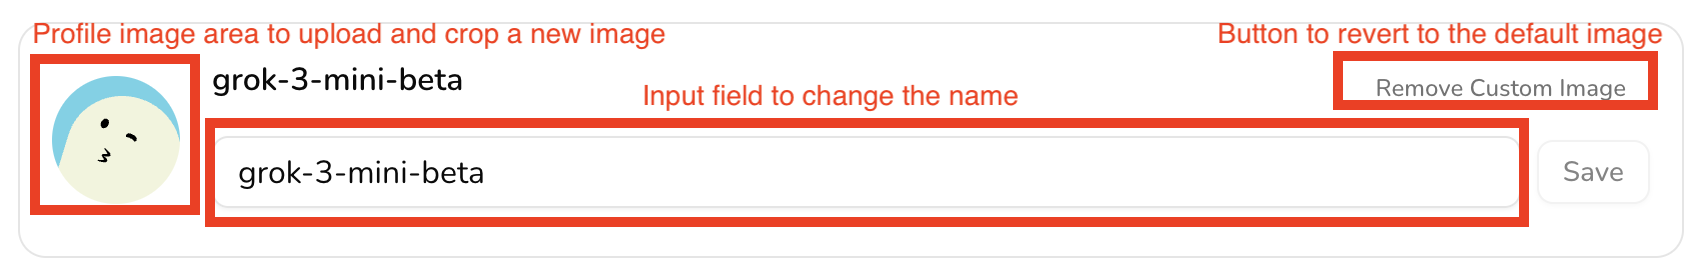 Profile image area to upload and crop a new image
Button to revert to the default image
grok-3-mini-beta
Remove Custom Image
Input field to change the name
grok-3-mini-beta
Save